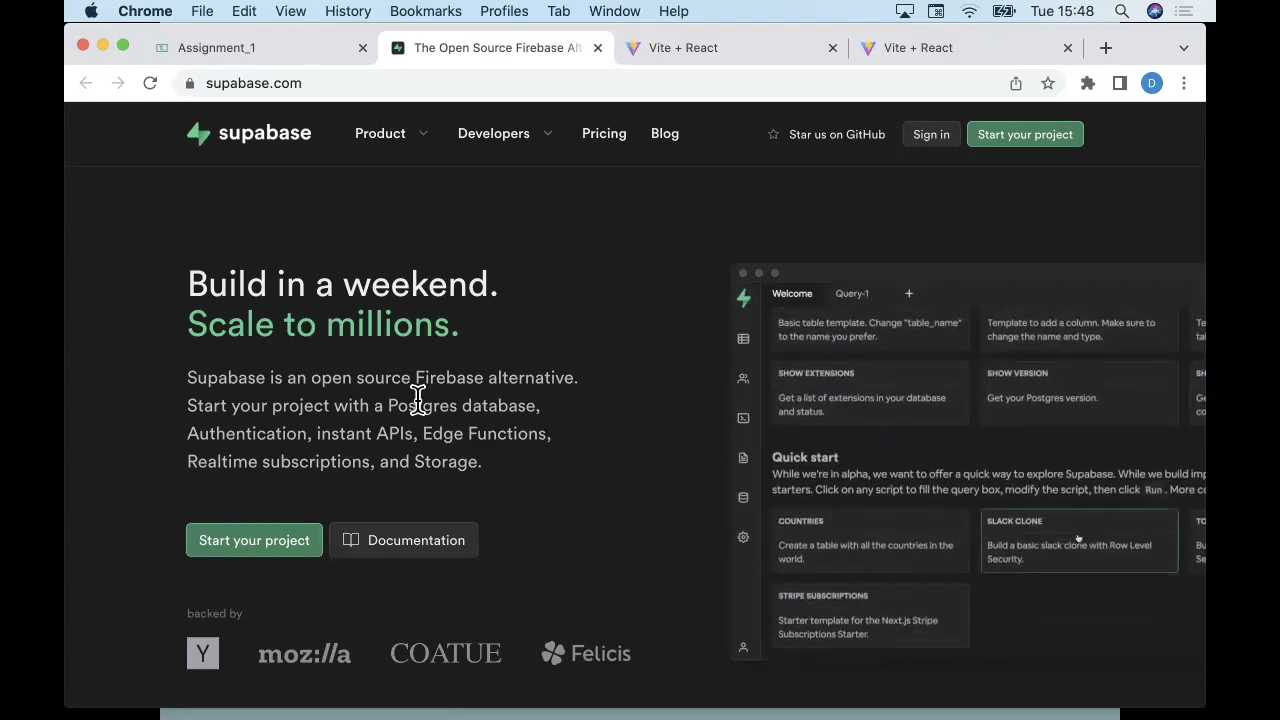 Chrome File Edit View History Bookmarks Profiles Tab Window Help Tue 15:48
Assignment_1 The Open Source Firebase Alt Vite + React Vite + React
supabase.com D
supabase Product Developers Pricing Blog Star us on GitHub Sign in Start your project
Build in a weekend.
Scale to millions.
Supabase is an open source Firebase alternative.
Start your project with a Postgres database,
Authentication, instant APIs, Edge Functions,
Realtime subscriptions, and Storage.
Start your project Documentation
backed by
Y moz://a COATUE Felicis
Welcome Query-1 +
Basic table template. Change "table_name"
to the name you prefer.
Template to add a column. Make sure to
change the name and type.
SHOW EXTENSIONS
Get a list of extensions in your database
and status.
SHOW VERSION
Get your Postgres version.
Quick start
While we're in alpha, we want to offer a quick way to explore Supabase. While we build imp
starters. Click on any script to fill the query box, modify the script, then click Run. More co
COUNTRIES
Create a table with all the countries in the
world.
SLACK CLONE
Build a basic slack clone with Row Level
Security.
STRIPE SUBSCRIPTIONS
Starter template for the Next.js Stripe
Subscriptions Starter.